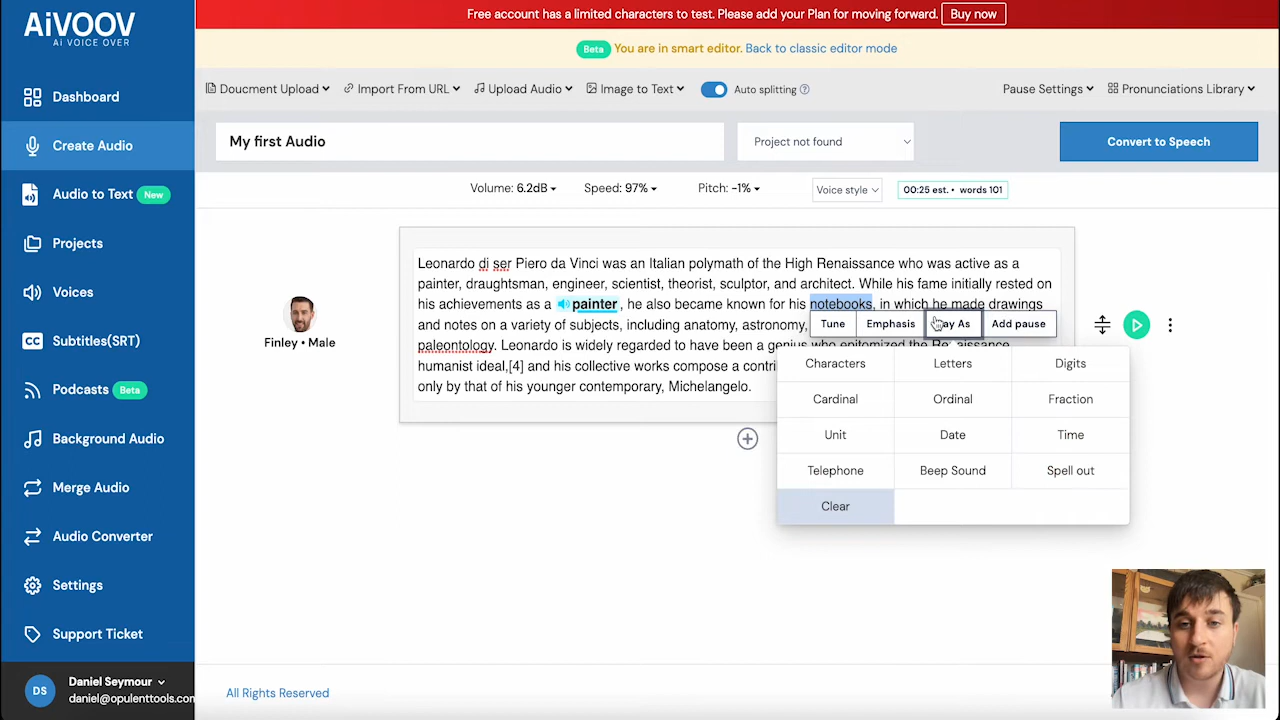 AiVOOV
Ai VOICE OVER
Free account has a limited characters to test. Please add your Plan for moving forward. Buy now
Beta You are in smart editor. Back to classic editor mode
Doucment Upload Import From URL Upload Audio Image to Text Auto splitting Pause Settings Pronunciations Library
My first Audio Project not found Convert to Speech
Volume: 6.2dB Speed: 97% Pitch: -1% Voice style 00:25 est. • words 101
Dashboard
Create Audio
Audio to Text New
Projects
Voices
Subtitles(SRT)
Podcasts Beta
Background Audio
Merge Audio
Audio Converter
Settings
Support Ticket
DS Daniel Seymour
daniel@opulenttools.com
Finley • Male
Leonardo di ser Piero da Vinci was an Italian polymath of the High Renaissance who was active as a
painter, draughtsman, engineer, scientist, theorist, sculptor, and architect. While his fame initially rested on
his achievements as a painter , he also became known for his notebooks, in which he made drawings
and notes on a variety of subjects, including anatomy, astronomy,
paleontology. Leonardo is widely regarded to have been a genius who epitomized the Renaissance
humanist ideal,[4] and his collective works compose a contri
only by that of his younger contemporary, Michelangelo.
Tune Emphasis ay As Add pause
Characters Letters Digits
Cardinal Ordinal Fraction
Unit Date Time
Telephone Beep Sound Spell out
Clear
All Rights Reserved